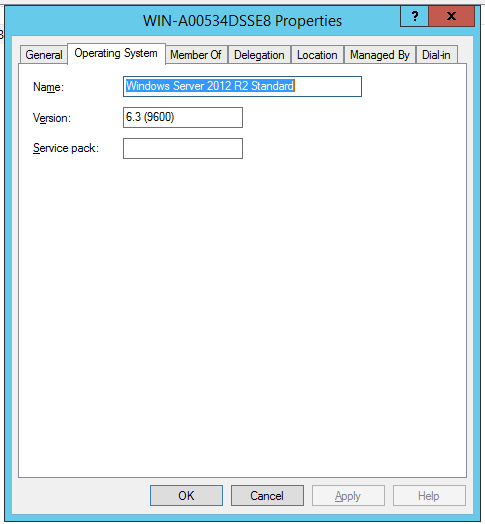 WIN-A00534DSSE8 Properties
? x
General Operating System Member Of Delegation Location Managed By Dial-in
Name: Windows Server 2012 R2 Standard
Version: 6.3 (9600)
Service pack:
OK Cancel Apply Help